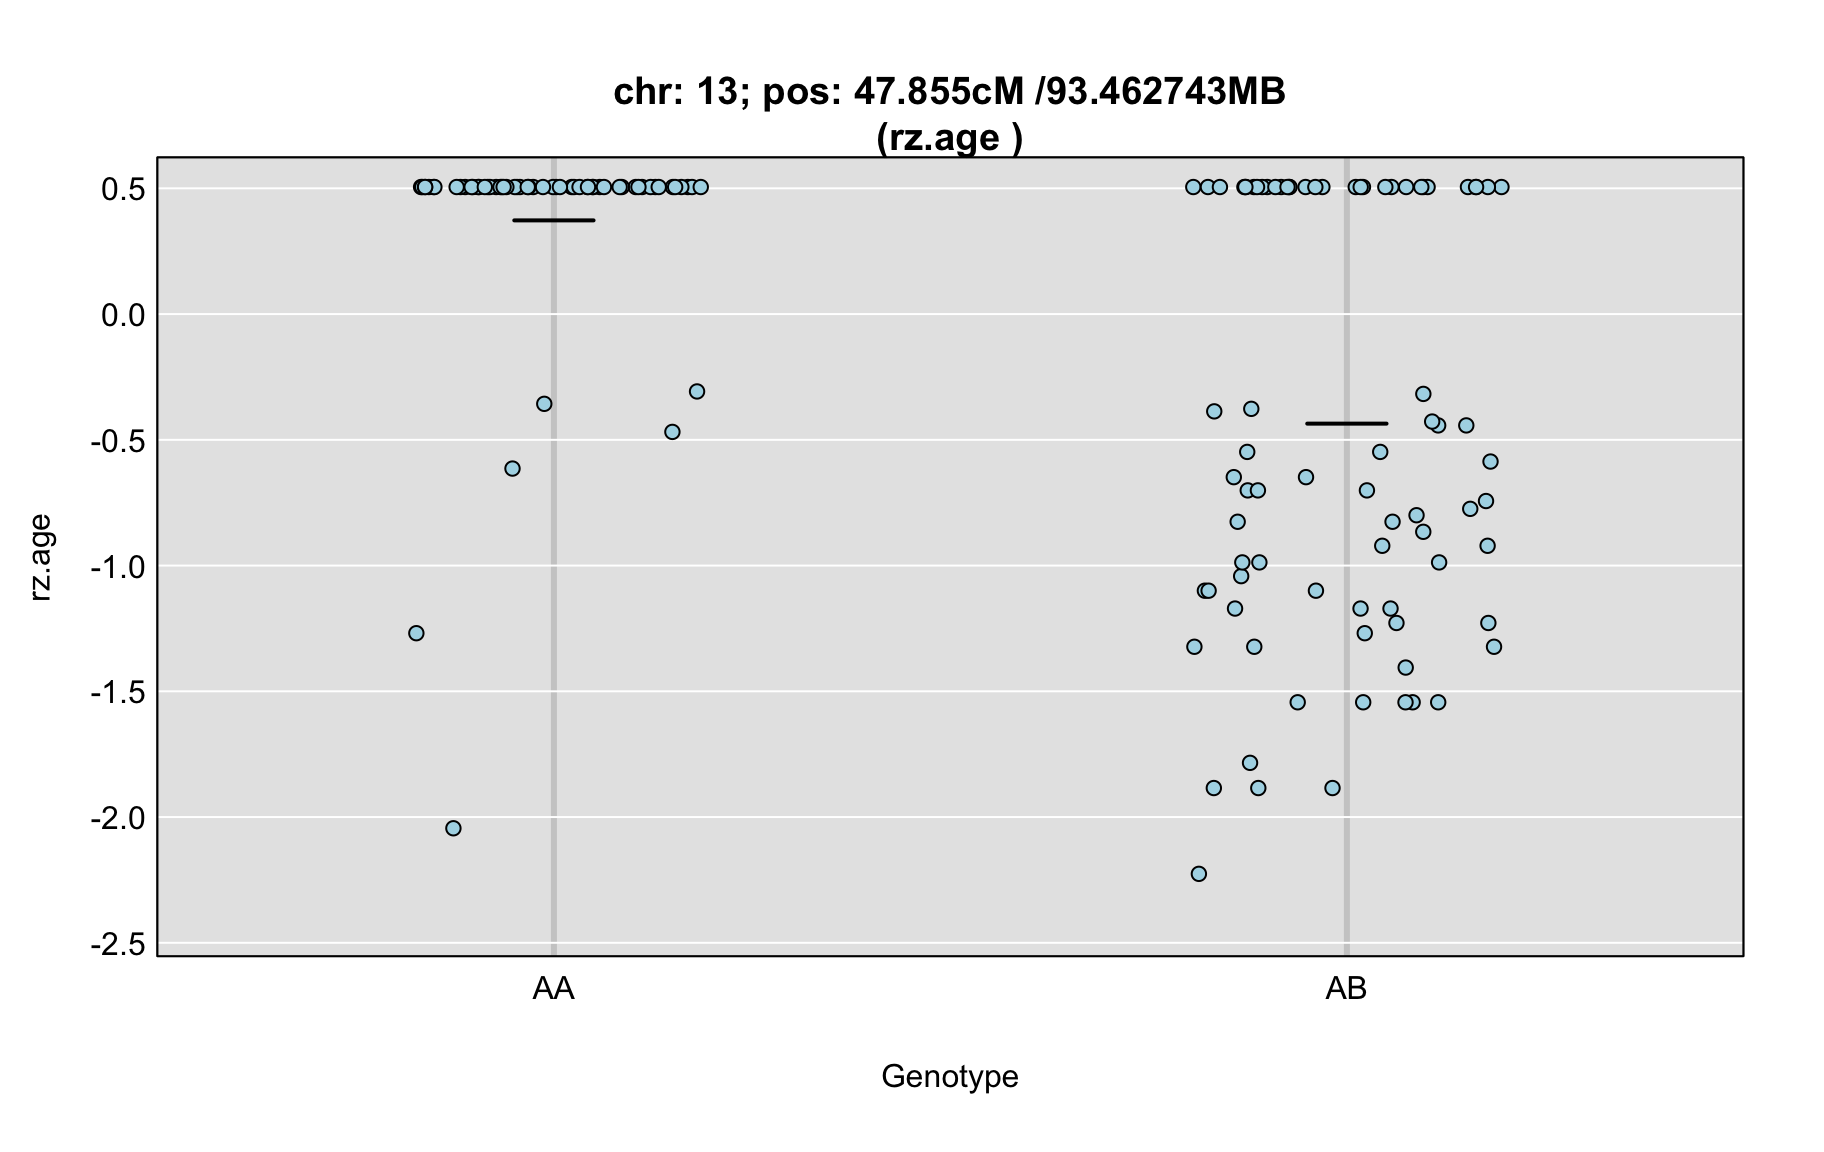 chr: 13; pos: 47.855cM /93.462743MB
(rz.age )
0.5
0.0
-0.5
-1.0
-1.5
-2.0
-2.5
rz.age
AA
AB
Genotype